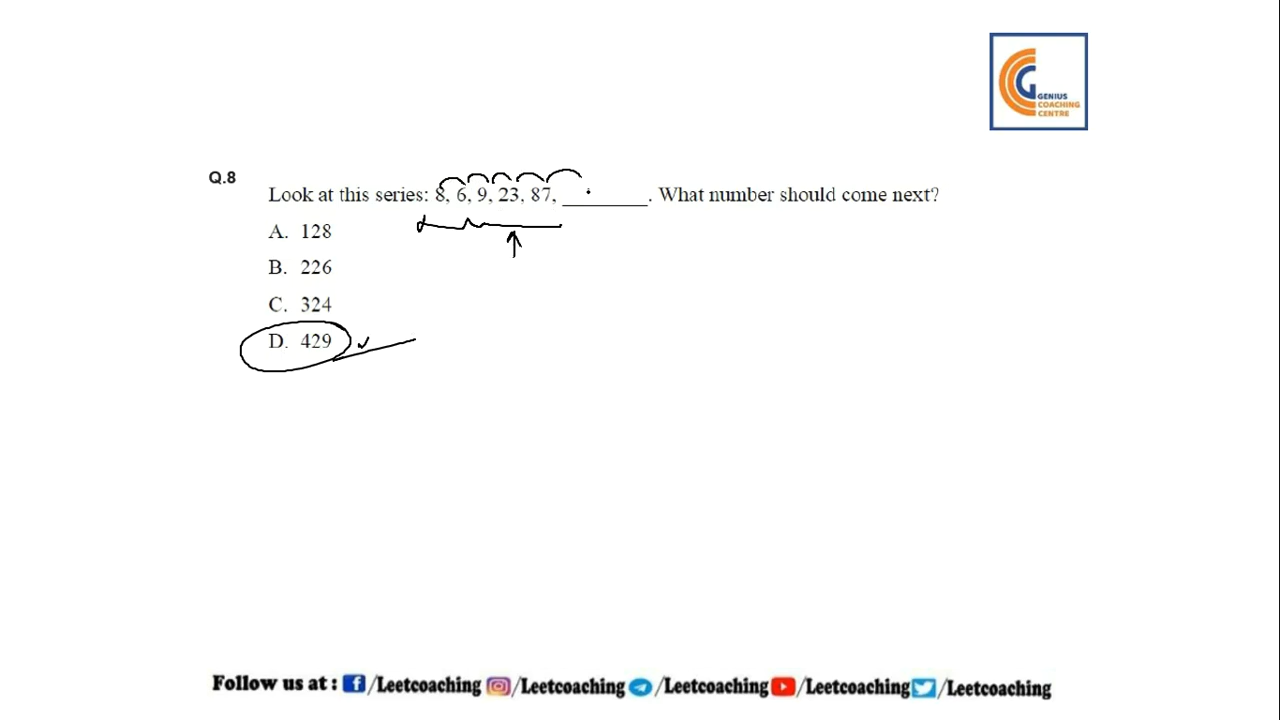 GENIUS
COACHING
CENTRE
Q.8
Look at this series: 8, 6, 9, 23, 87, ________. What number should come next?
A. 128
B. 226
C. 324
D. 429
Follow us at : /Leetcoaching /Leetcoaching /Leetcoaching /Leetcoaching /Leetcoaching